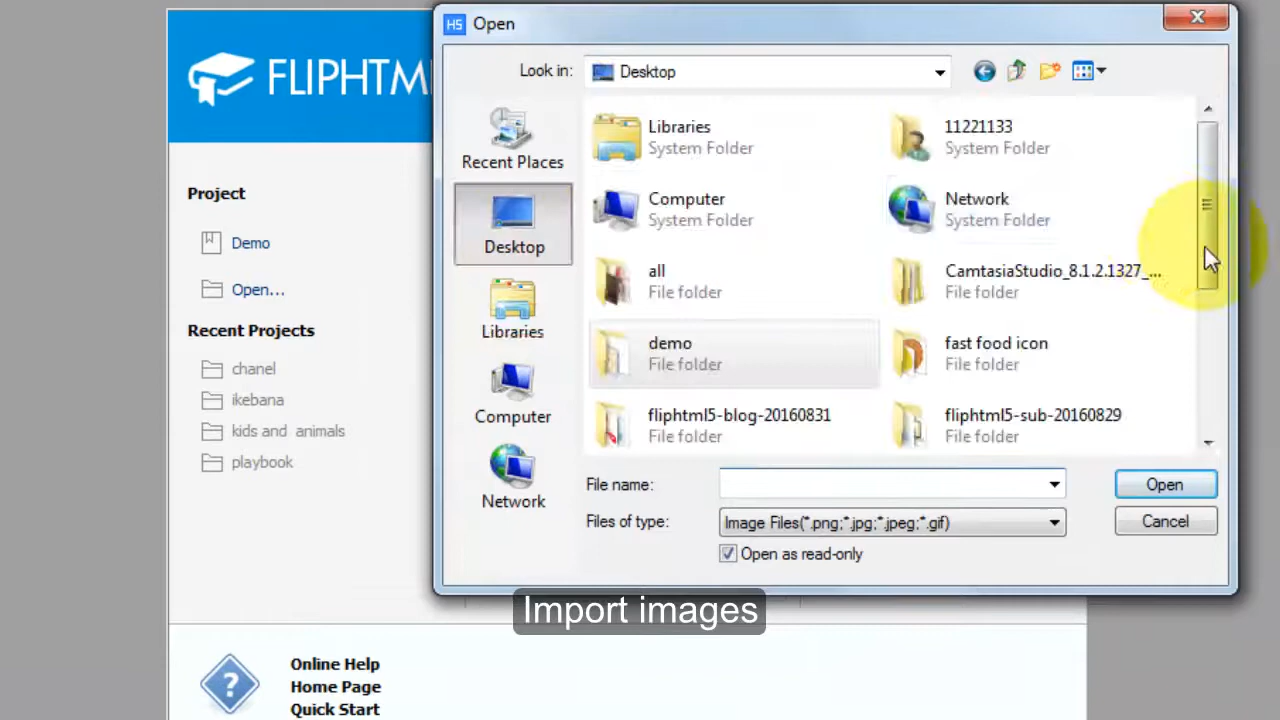 H5 Open
FLIPHTM
Look in: Desktop
Project
Demo
Open...
Recent Projects
chanel
ikebana
kids and animals
playbook
Recent Places
Desktop
Libraries
Computer
Network
Libraries
System Folder
11221133
System Folder
Computer
System Folder
Network
System Folder
all
File folder
CamtasiaStudio_8.1.2.1327_...
File folder
demo
File folder
fast food icon
File folder
fliphtml5-blog-20160831
File folder
fliphtml5-sub-20160829
File folder
File name:
Open
Files of type: Image Files(*.png;*.jpg;*.jpeg;*.gif)
Cancel
Open as read-only
Import images
?
Online Help
Home Page
Quick Start